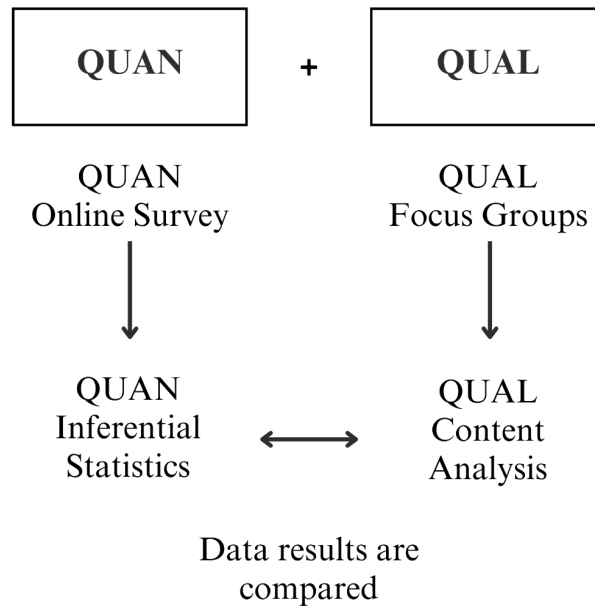 QUAN
+
QUAL
QUAN
Online Survey
QUAL
Focus Groups
QUAN
Inferential
Statistics
QUAL
Content
Analysis
Data results are
compared